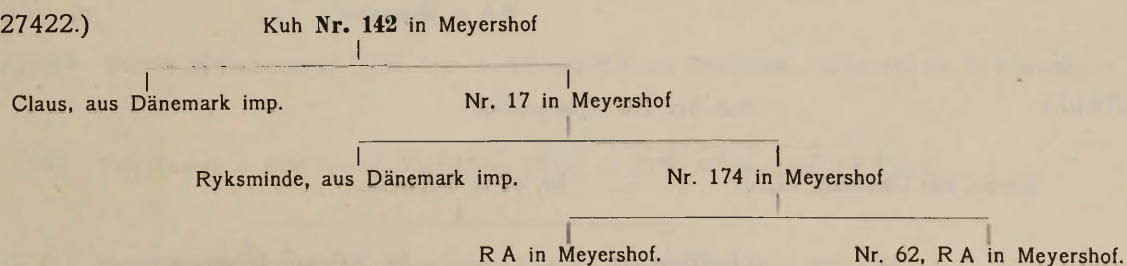 27422.) Kuh Nr. 142 in Meyershof
Claus, aus Dänemark imp. Nr. 17 in Meyershof
Ryksminde, aus Dänemark imp. Nr. 174 in Meyershof
R A in Meyershof. Nr. 62, R A in Meyershof.